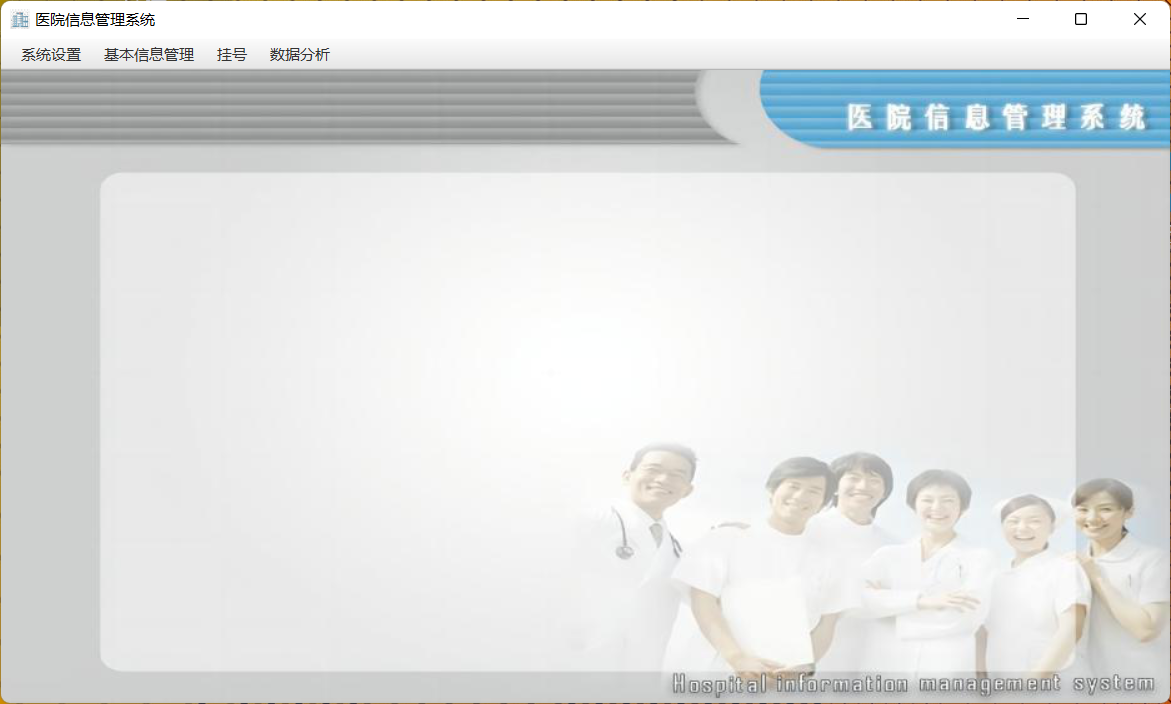 医院信息管理系统
系统设置 基本信息管理 挂号 数据分析
医院信息管理系统
Hospital information management system